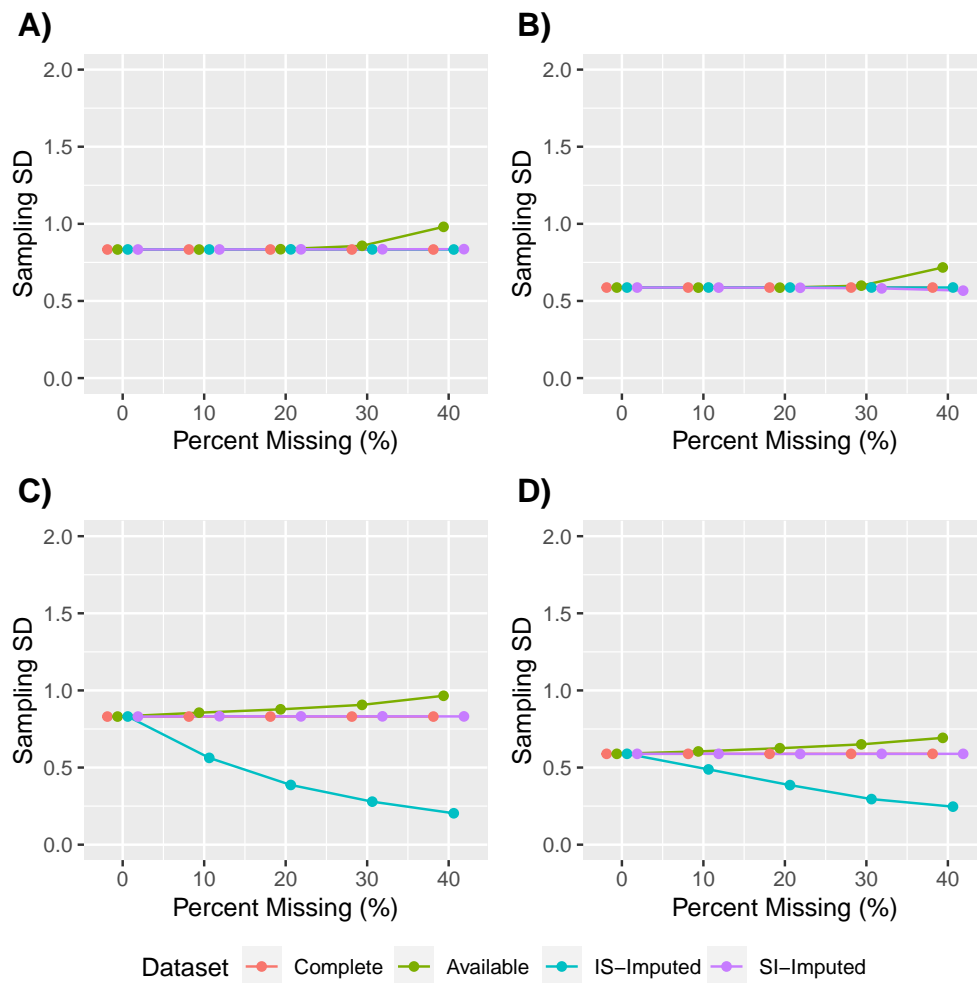 A)
Sampling SD
2.0
1.5
1.0
0.5
0.0
0 10 20 30 40
Percent Missing (%)
B)
Sampling SD
2.0
1.5
1.0
0.5
0.0
0 10 20 30 40
Percent Missing (%)
C)
Sampling SD
2.0
1.5
1.0
0.5
0.0
0 10 20 30 40
Percent Missing (%)
D)
Sampling SD
2.0
1.5
1.0
0.5
0.0
0 10 20 30 40
Percent Missing (%)
Dataset Complete Available IS−Imputed SI−Imputed